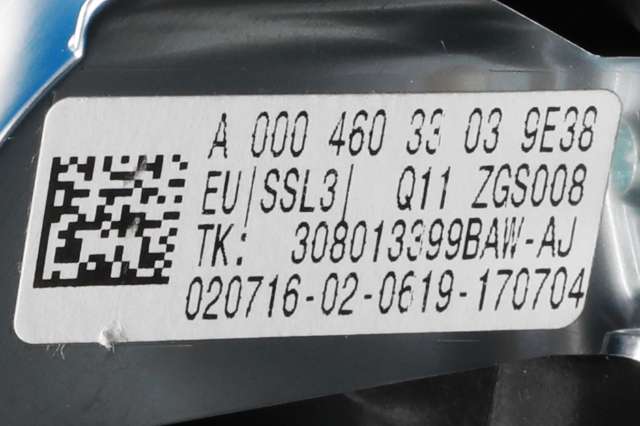 A 000 460 33 03 9E38
EU|SSL3| Q11 ZGS008
TK: 308013399BAW-AJ
020716-02-0619-170704